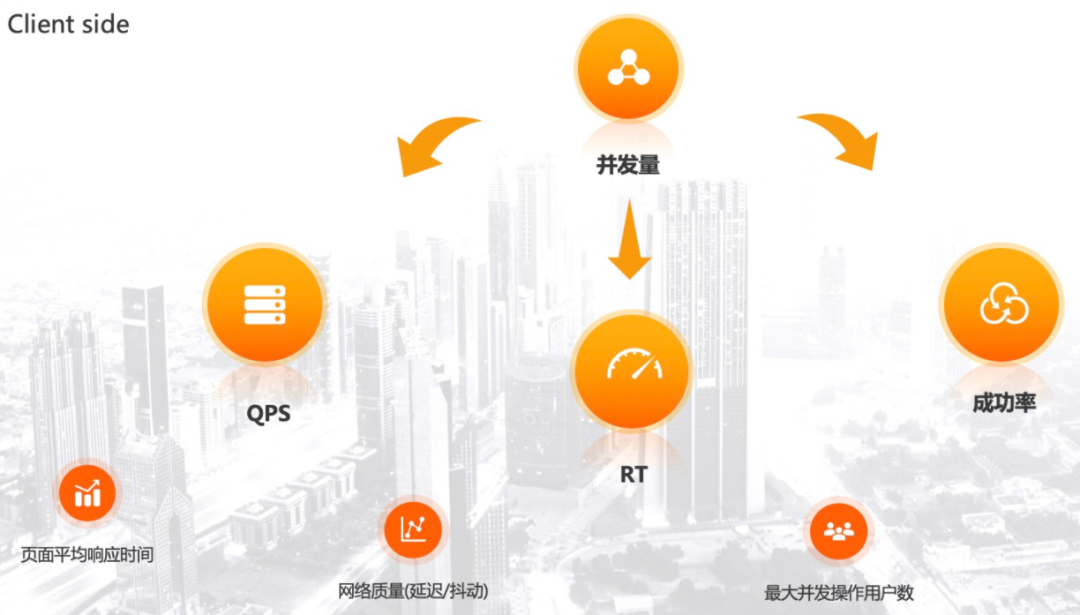 Client side
并发量
QPS
RT
成功率
页面平均响应时间
网络质量(延迟/抖动)
最大并发操作用户数